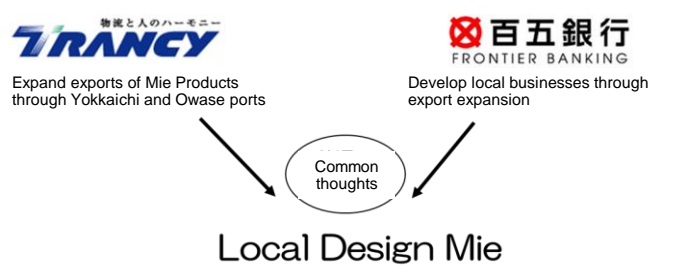 物流と人のハーモニー
TRANCY
Expand exports of Mie Products
through Yokkaichi and Owase ports
百五銀行
FRONTIER BANKING
Develop local businesses through
export expansion
Common
thoughts
Local Design Mie